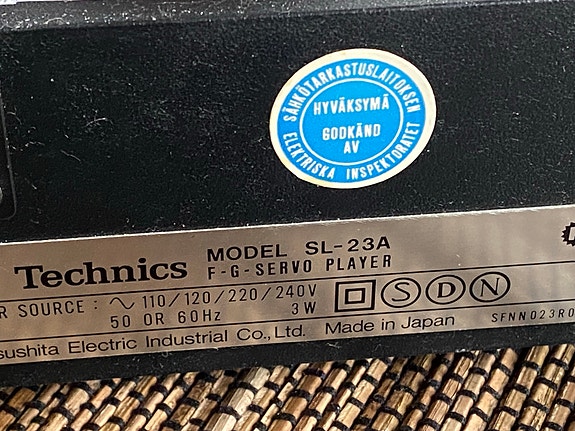 SÄHKÖTARKASTUSLAITOKSEN
HYVÄKSYMÄ
GODKÄND
AV
ELEKTRISKA INSPEKTORATET
Technics MODEL SL-23A
F-G-SERVO PLAYER
SOURCE : ∼ 110/120/220/240V
50 OR 60Hz 3W
S D N
Electric Industrial Co., Ltd. Made in Japan